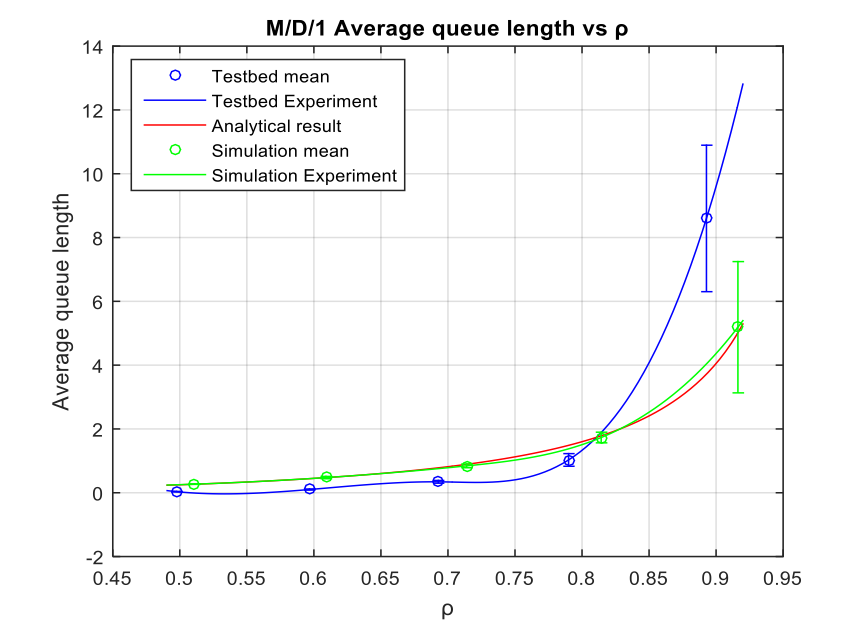 M/D/1 Average queue length vs ρ
14
12
10
8
6
4
2
0
-2
Average queue length
Testbed mean
Testbed Experiment
Analytical result
Simulation mean
Simulation Experiment
0.45 0.5 0.55 0.6 0.65 0.7 0.75 0.8 0.85 0.9 0.95
ρ